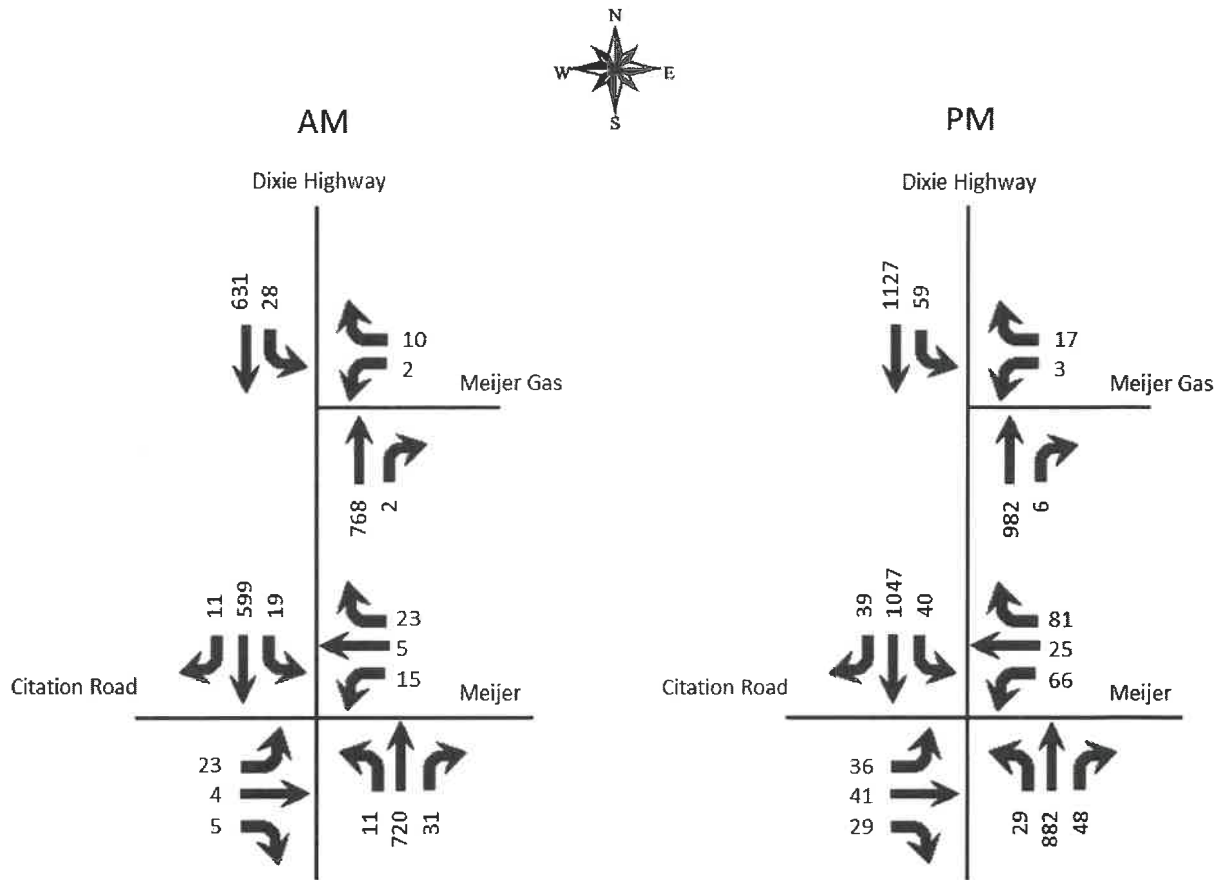 N
W E
S
AM
PM
Dixie Highway
Dixie Highway
631
28
10
2
Meijer Gas
768
2
1127
59
17
3
Meijer Gas
982
6
11
599
19
23
5
15
Citation Road
Meijer
23
4
5
11
720
31
39
1047
40
81
25
66
Citation Road
Meijer
36
41
29
29
882
48